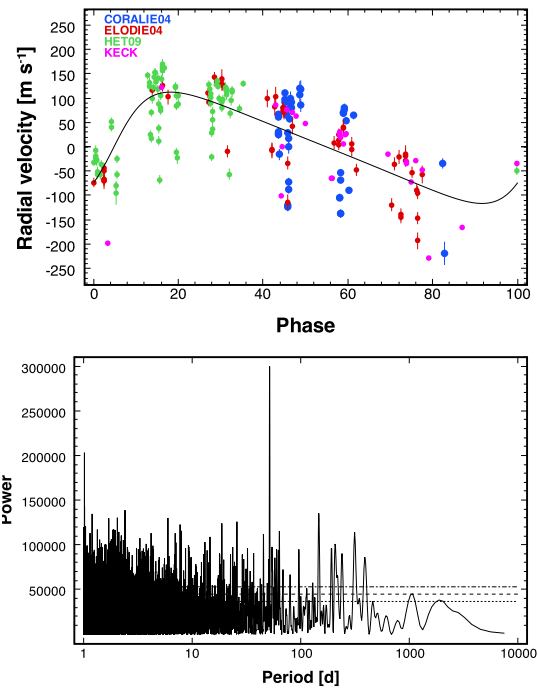 CORALIE04
ELODIE04
HET09
KECK
250
200
150
100
50
0
-50
-100
-150
-200
-250
Radial velocity [m s⁻¹]
0 20 40 60 80 100
Phase
300000
250000
200000
150000
100000
50000
Power
1 10 100 1000 10000
Period [d]